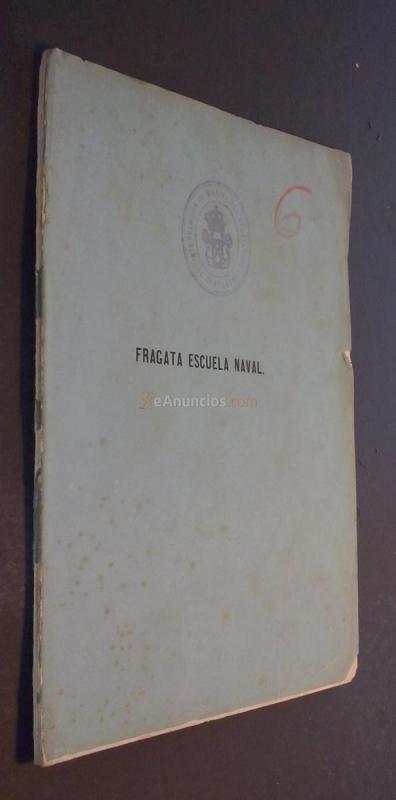 6
FRAGATA ESCUELA NAVAL.
eAnuncios.com